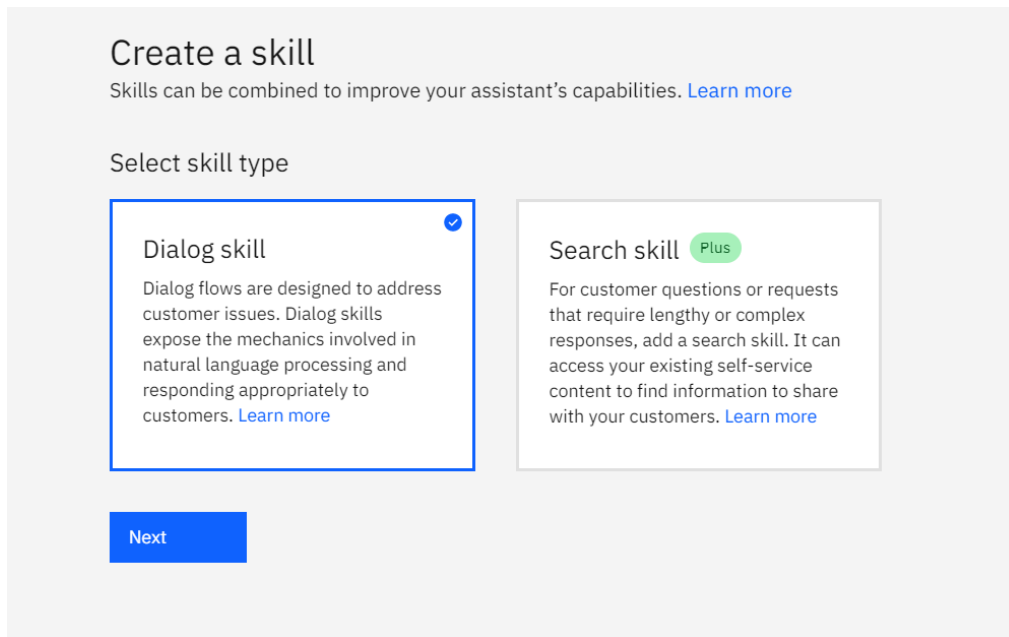 Create a skill
Skills can be combined to improve your assistant’s capabilities. Learn more
Select skill type
Dialog skill
Dialog flows are designed to address
customer issues. Dialog skills
expose the mechanics involved in
natural language processing and
responding appropriately to
customers. Learn more
Search skill Plus
For customer questions or requests
that require lengthy or complex
responses, add a search skill. It can
access your existing self-service
content to find information to share
with your customers. Learn more
Next